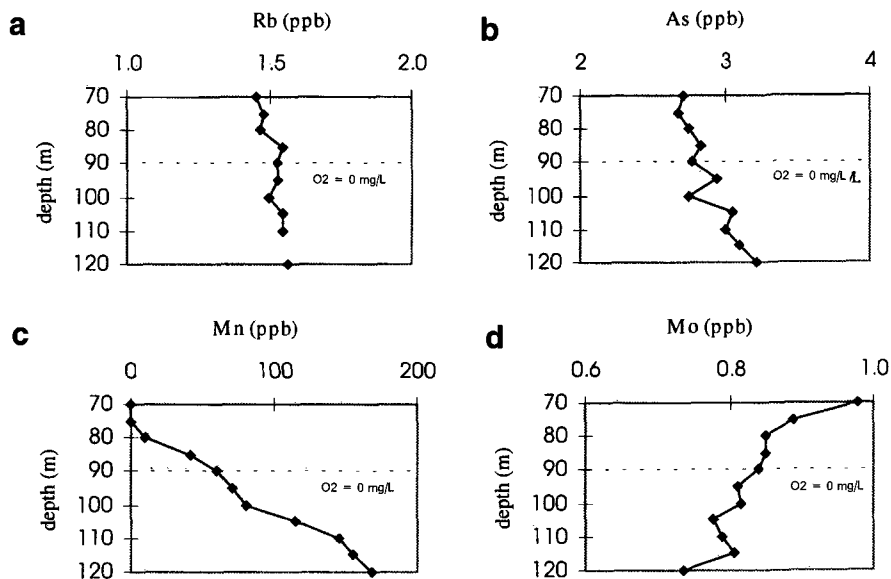 a
Rb (ppb)
1.0 1.5 2.0
70
80
90
100
110
120
depth (m)
O2 = 0 mg/L
b
As (ppb)
2 3 4
70
80
90
100
110
120
depth (m)
O2 = 0 mg/L/L
c
Mn (ppb)
0 100 200
70
80
90
100
110
120
depth (m)
O2 = 0 mg/L
d
Mo (ppb)
0.6 0.8 1.0
70
80
90
100
110
120
depth (m)
O2 = 0 mg/L